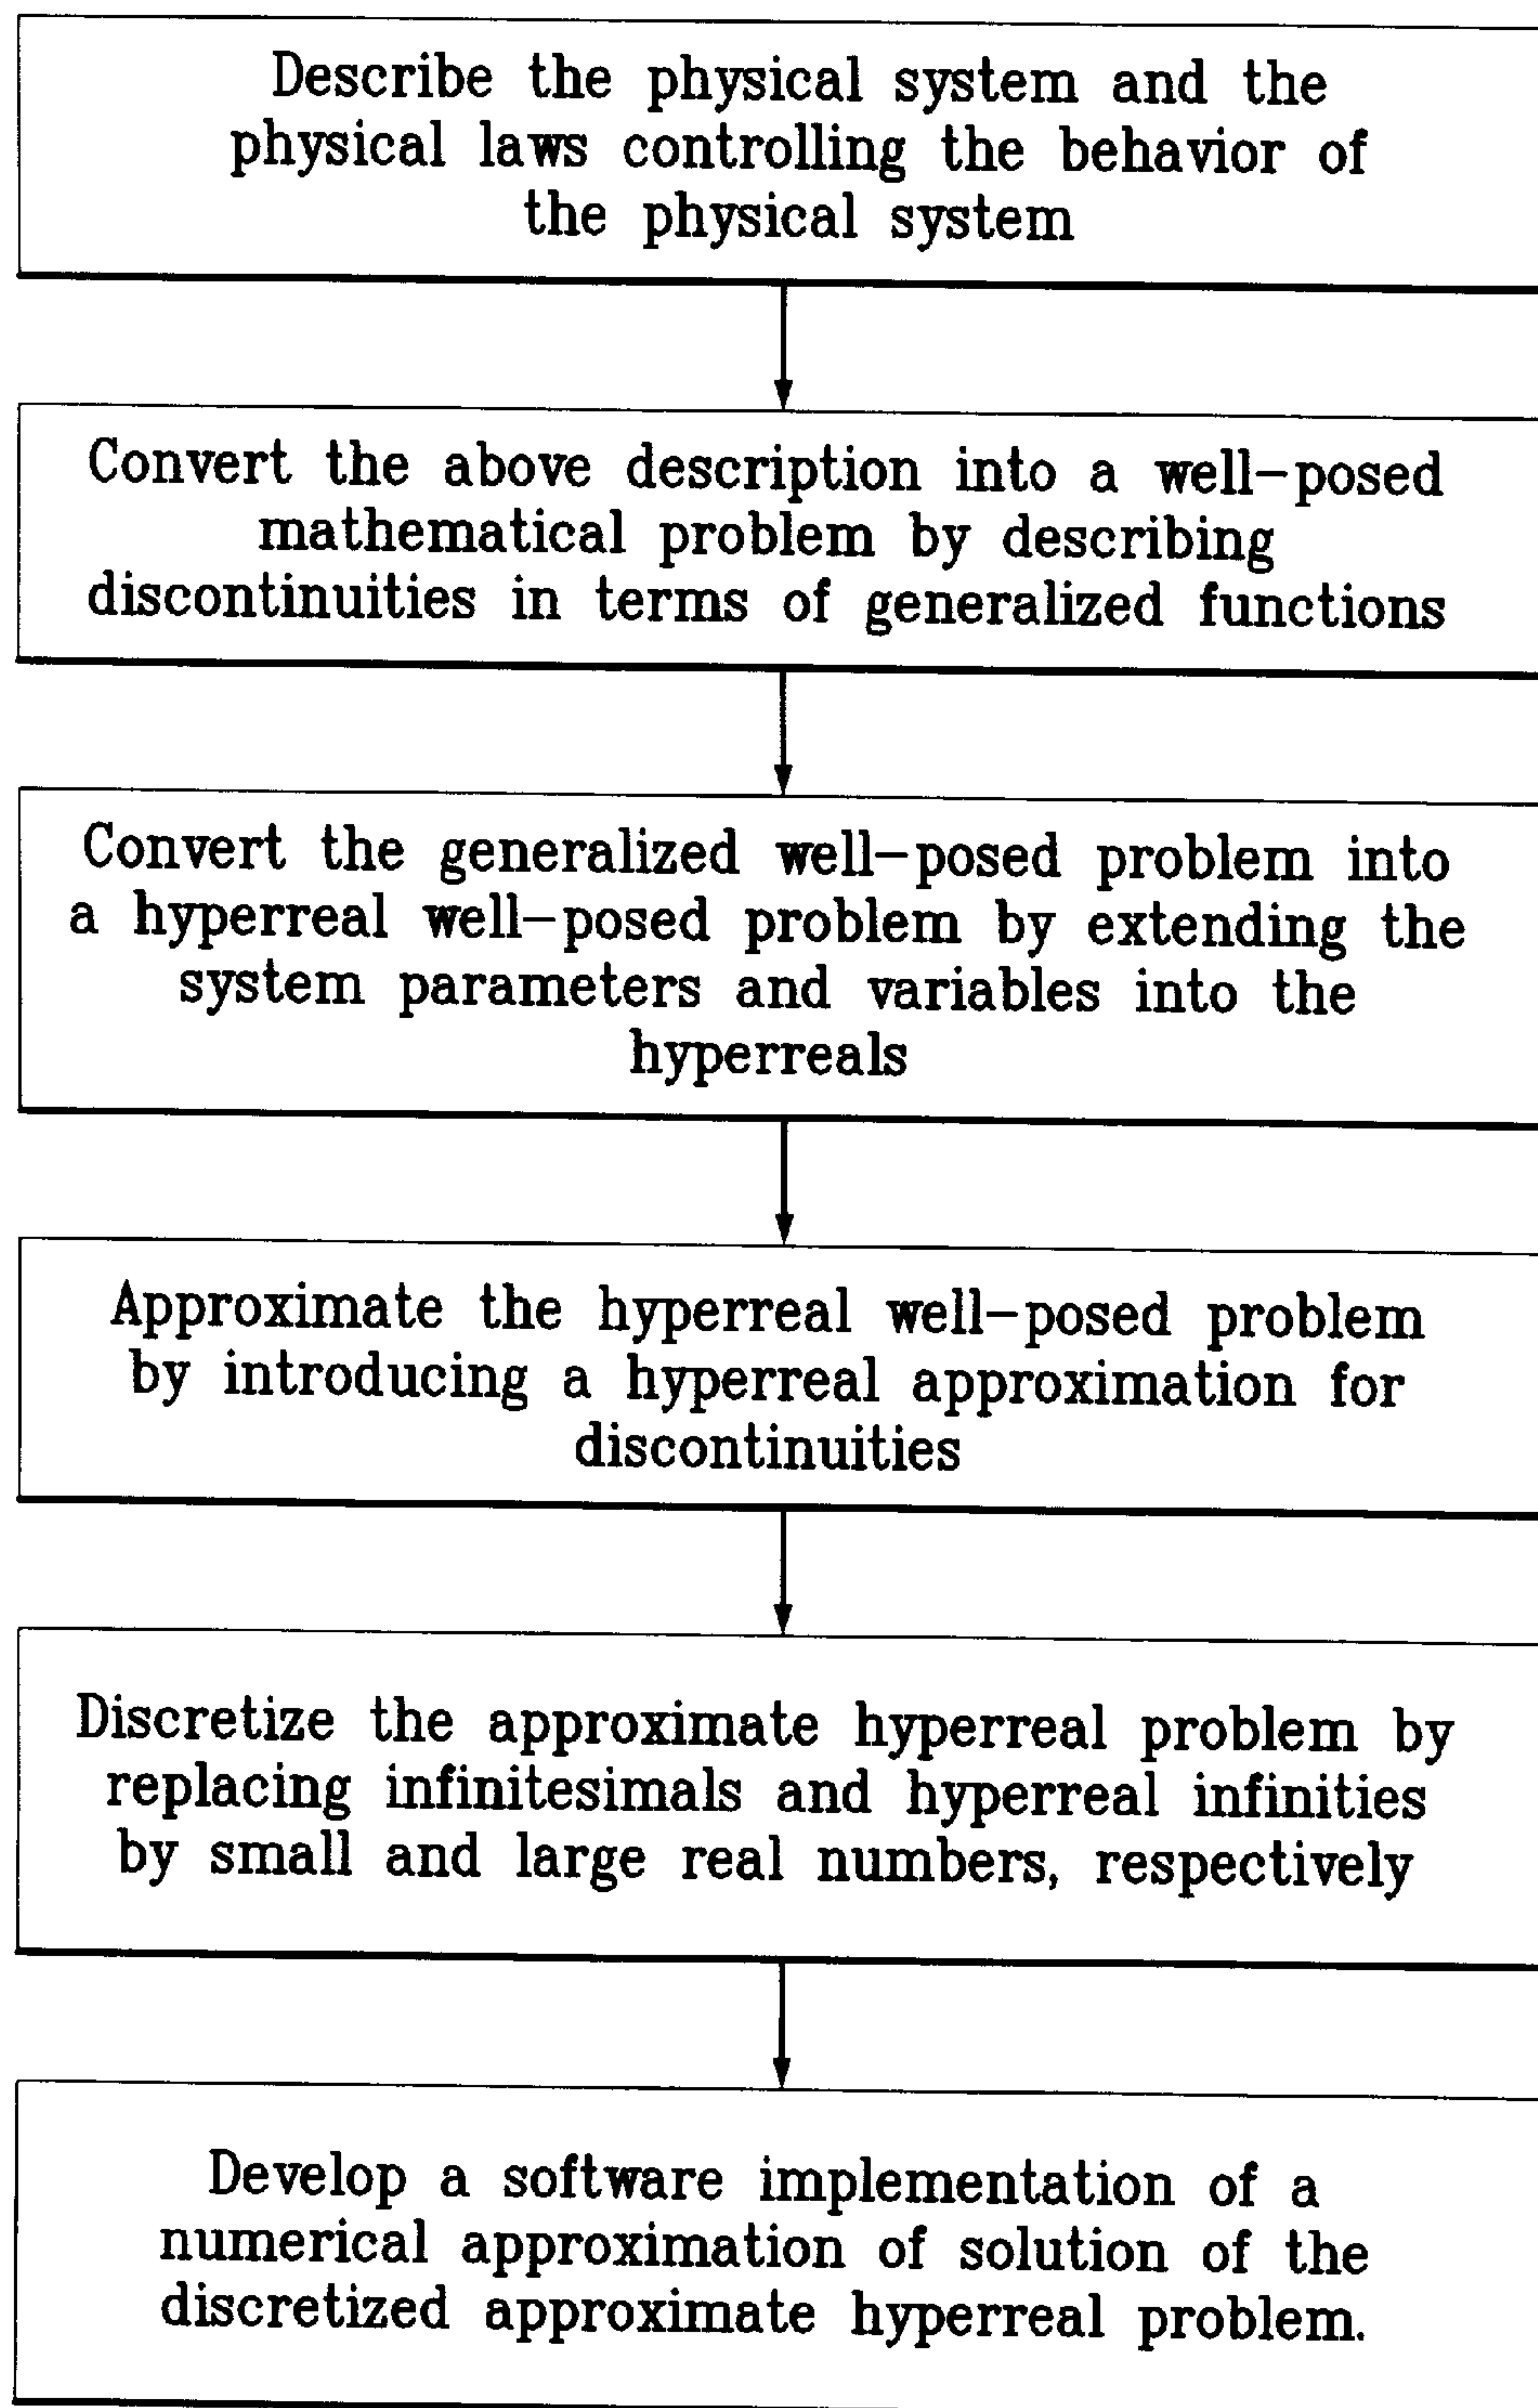 Describe the physical system and the
physical laws controlling the behavior of
the physical system
Convert the above description into a well-posed
mathematical problem by describing
discontinuities in terms of generalized functions
Convert the generalized well-posed problem into
a hyperreal well-posed problem by extending the
system parameters and variables into the
hyperreals
Approximate the hyperreal well-posed problem
by introducing a hyperreal approximation for
discontinuities
Discretize the approximate hyperreal problem by
replacing infinitesimals and hyperreal infinities
by small and large real numbers, respectively
Develop a software implementation of a
numerical approximation of solution of the
discretized approximate hyperreal problem.